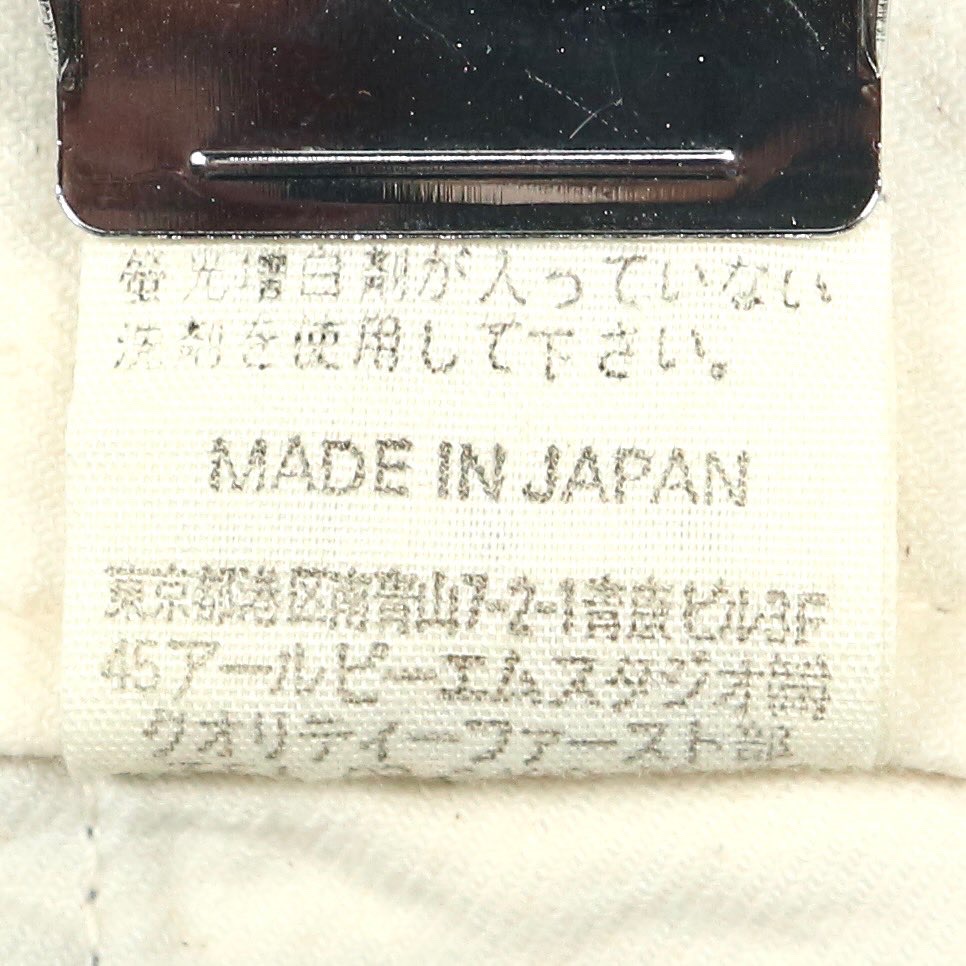 蛍光増白剤が入っていない
洗剤を使用して下さい。
MADE IN JAPAN
東京都港区南青山7-2-1 ビル3F
45アールピーエムスタジオ㈱
クオリティーファースト部